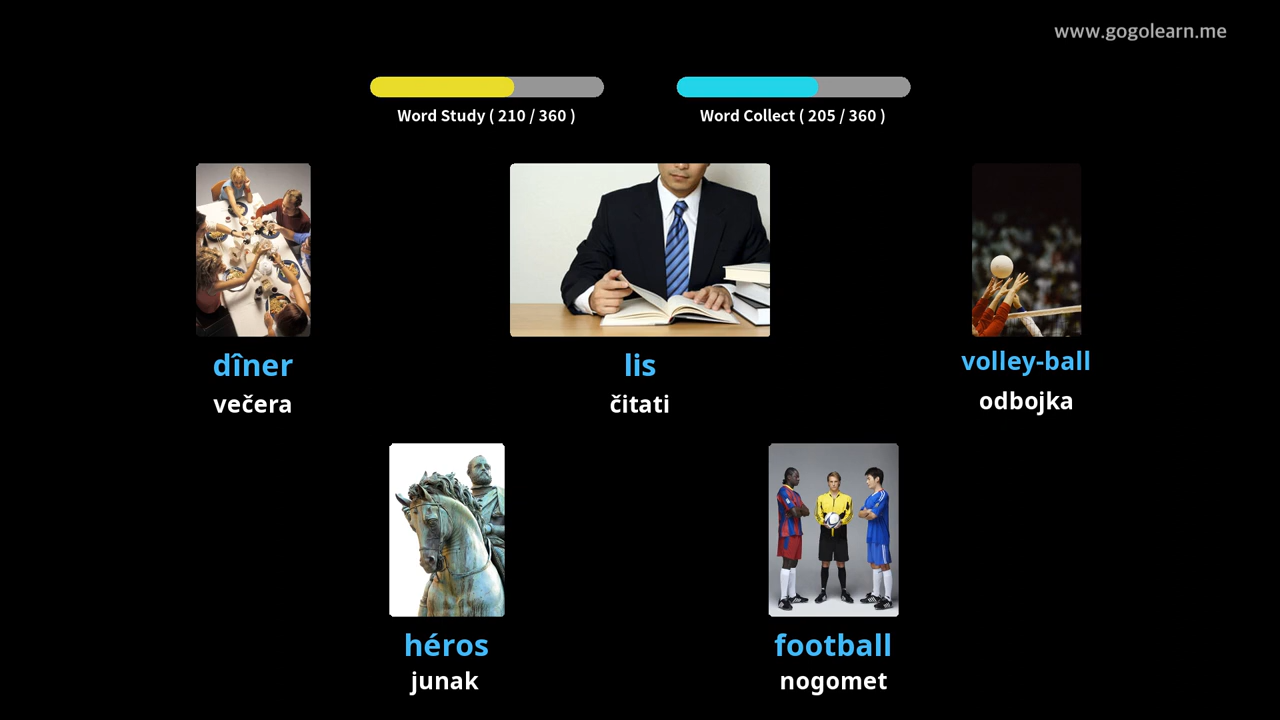 www.gogolearn.me
Word Study ( 210 / 360 )
Word Collect ( 205 / 360 )
dîner
večera
lis
čitati
volley-ball
odbojka
héros
junak
football
nogomet